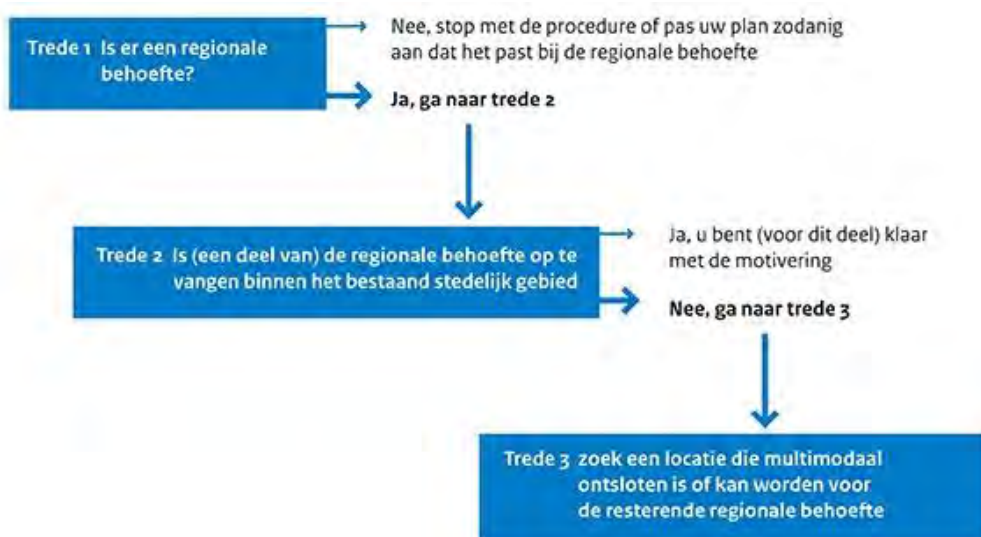 Trede 1 Is er een regionale
behoefte?
Nee, stop met de procedure of pas uw plan zodanig
aan dat het past bij de regionale behoefte
Ja, ga naar trede 2
Trede 2 Is (een deel van) de regionale behoefte op te
vangen binnen het bestaand stedelijk gebied
Ja, u bent (voor dit deel) klaar
met de motivering
Nee, ga naar trede 3
Trede 3 zoek een locatie die multimodaal
ontsloten is of kan worden voor
de resterende regionale behoefte